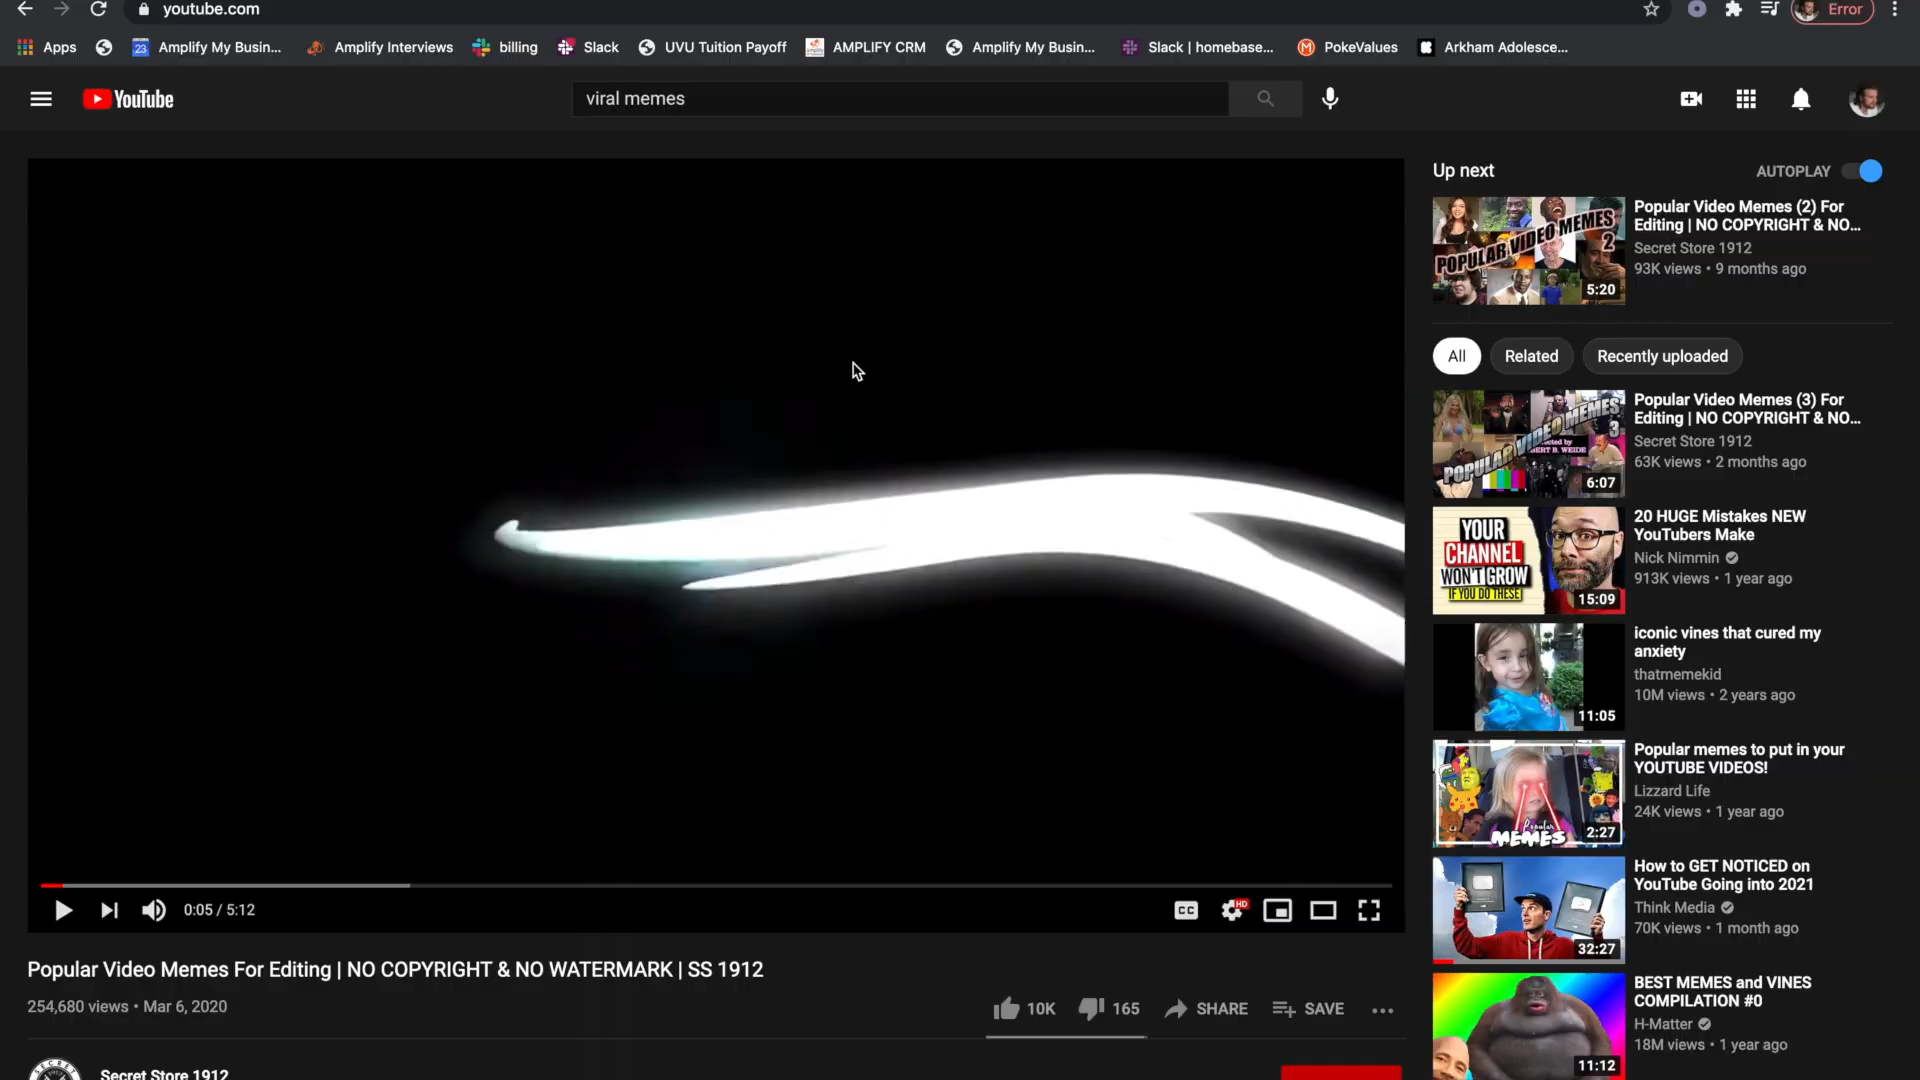 youtube.com
Error
Apps
23
Amplify My Busin...
Amplify Interviews
billing
Slack
UVU Tuition Payoff
AMPLIFY CRM
Amplify My Busin...
Slack | homebase...
PokeValues
Arkham Adolesce...
YouTube
viral memes
Up next
AUTOPLAY
POPULAR VIDEO MEMES 2
5:20
Popular Video Memes (2) For
Editing | NO COPYRIGHT & NO...
Secret Store 1912
93K views • 9 months ago
All
Related
Recently uploaded
POPULAR VIDEO MEMES 3
6:07
Popular Video Memes (3) For
Editing | NO COPYRIGHT & NO...
Secret Store 1912
63K views • 2 months ago
YOUR
CHANNEL
WON'T GROW
IF YOU DO THESE
15:09
20 HUGE Mistakes NEW
YouTubers Make
Nick Nimmin
913K views • 1 year ago
11:05
iconic vines that cured my
anxiety
thatmemekid
10M views • 2 years ago
Popular
MEMES
2:27
Popular memes to put in your
YOUTUBE VIDEOS!
Lizzard Life
24K views • 1 year ago
32:27
How to GET NOTICED on
YouTube Going into 2021
Think Media
70K views • 1 month ago
11:12
BEST MEMES and VINES
COMPILATION #0
H-Matter
18M views • 1 year ago
0:05 / 5:12
CC
HD
Popular Video Memes For Editing | NO COPYRIGHT & NO WATERMARK | SS 1912
254,680 views • Mar 6, 2020
10K
165
SHARE
SAVE
SECRET
Secret Store 1912